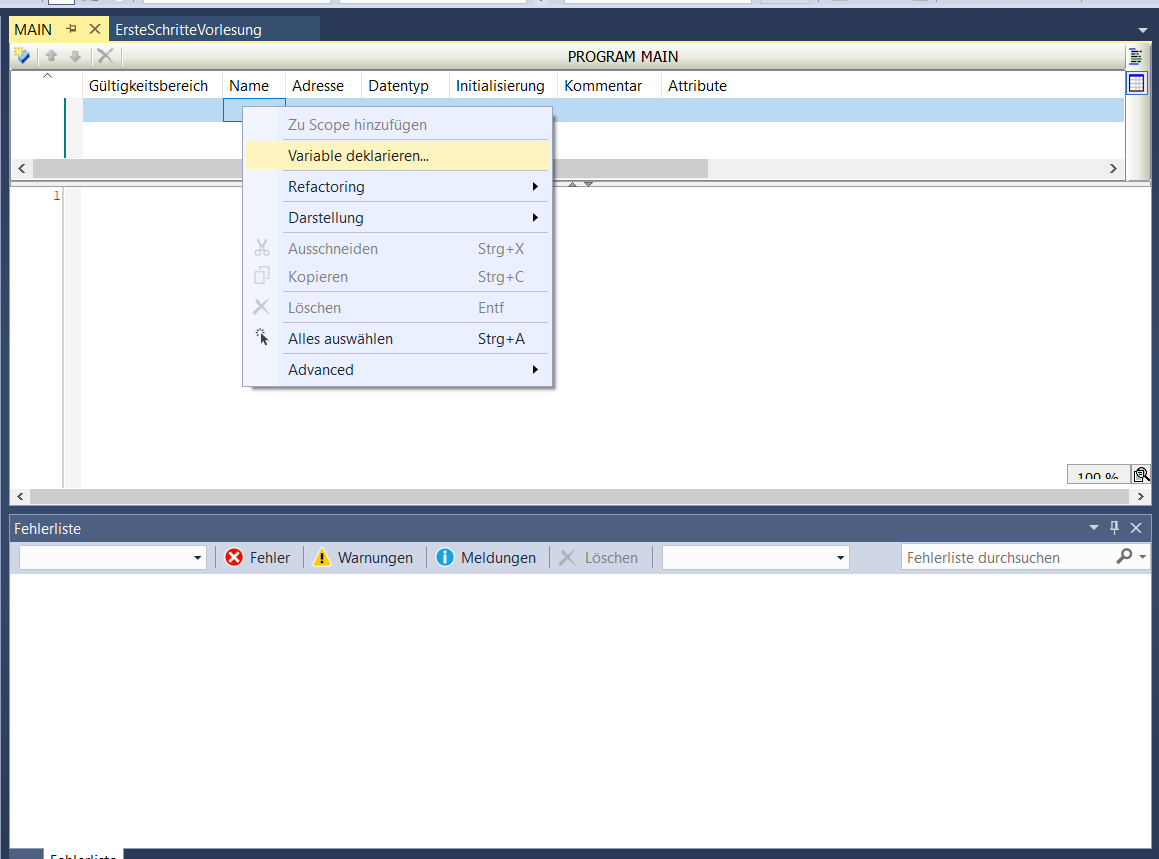 MAIN ErsteSchritteVorlesung
PROGRAM MAIN
Gültigkeitsbereich Name Adresse Datentyp Initialisierung Kommentar Attribute
Zu Scope hinzufügen
Variable deklarieren...
Refactoring
1
Darstellung
Ausschneiden Strg+X
Kopieren Strg+C
Löschen Entf
Alles auswählen Strg+A
Advanced
100 %
Fehlerliste
Fehler Warnungen Meldungen Löschen Fehlerliste durchsuchen
Fehlerliste